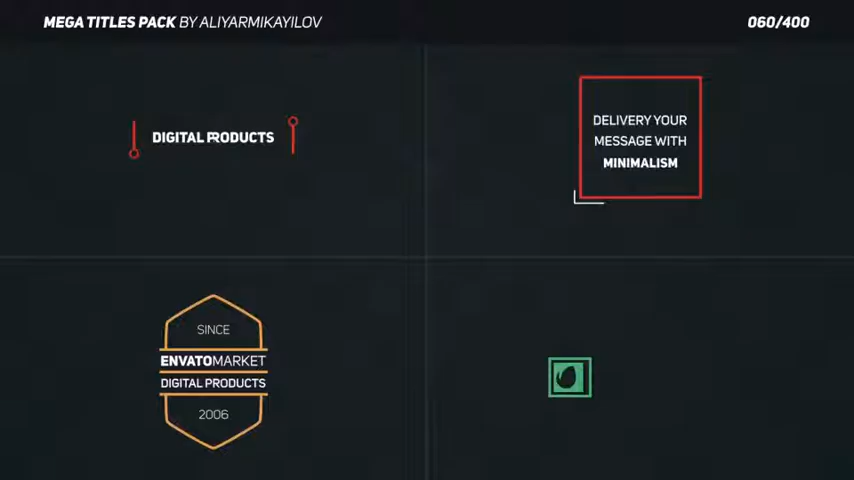 MEGA TITLES PACK BY ALIYARMIKAYILOV
060/400
DIGITAL PRODUCTS
DELIVERY YOUR
MESSAGE WITH
MINIMALISM
SINCE
ENVATOMARKET
DIGITAL PRODUCTS
2006